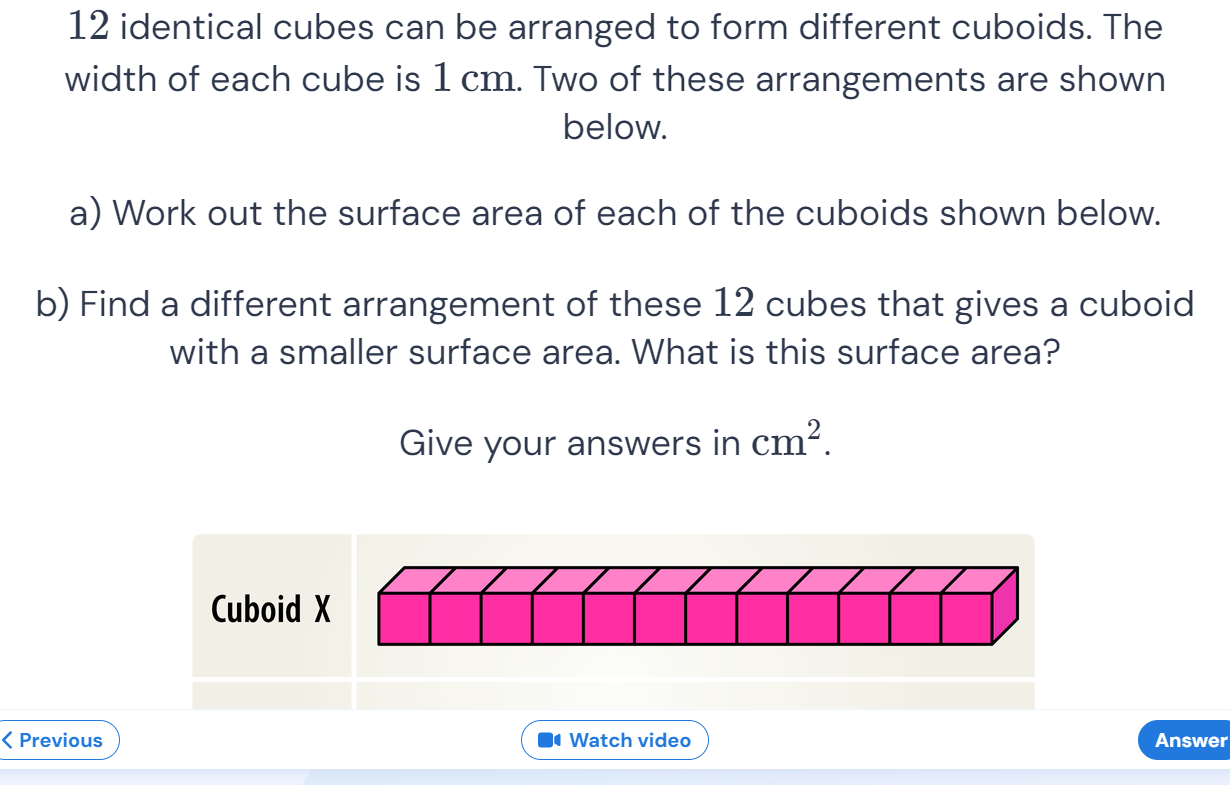 12 identical cubes can be arranged to form different cuboids. The
width of each cube is 1 cm. Two of these arrangements are shown
below.
a) Work out the surface area of each of the cuboids shown below.
b) Find a different arrangement of these 12 cubes that gives a cuboid
with a smaller surface area. What is this surface area?
Give your answers in cm².
Cuboid X
Previous
Watch video
Answer